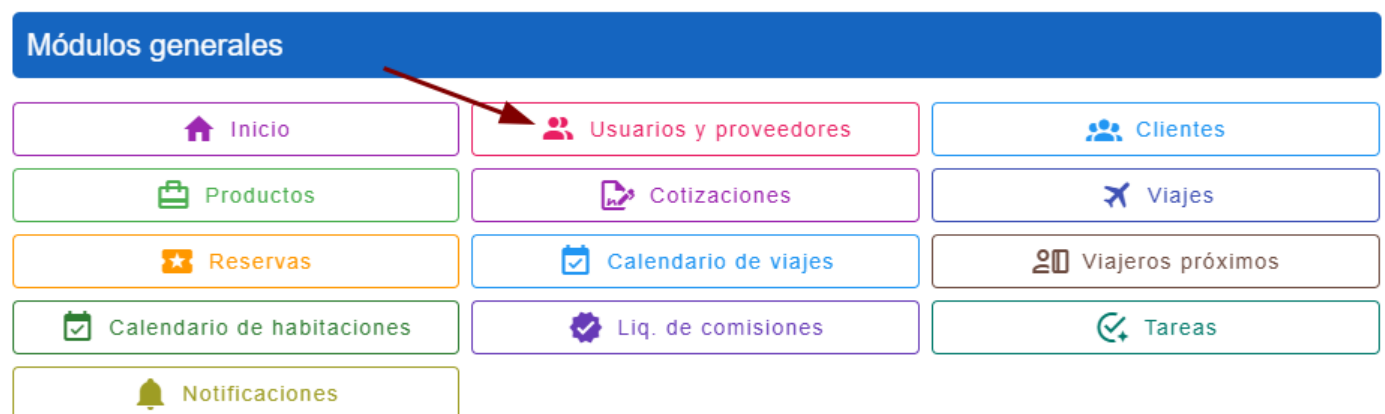 Módulos generales
Inicio
Usuarios y proveedores
Clientes
Productos
Cotizaciones
Viajes
Reservas
Calendario de viajes
Viajeros próximos
Calendario de habitaciones
Liq. de comisiones
Tareas
Notificaciones